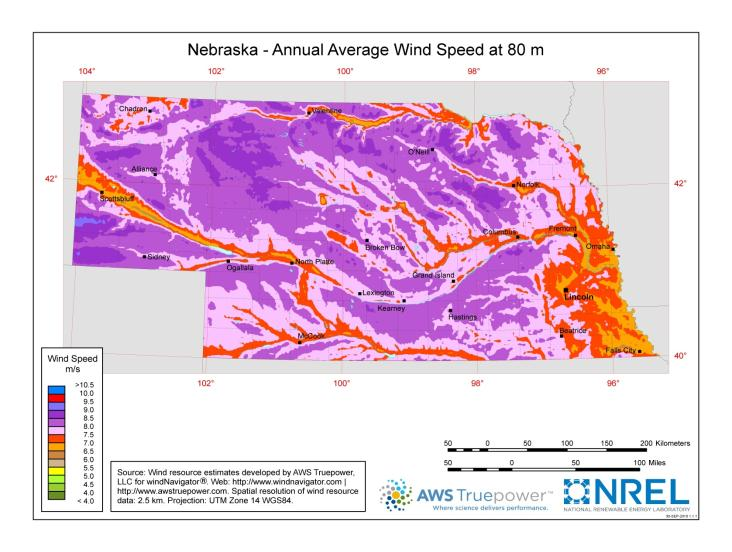 Nebraska - Annual Average Wind Speed at 80 m
104°
102°
100°
98°
96°
Chadron
Valentine
O'Neill
Alliance
42°
42°
Scottsbluff
Norfolk
Columbus
Fremont
Omaha
Broken Bow
Sidney
Ogallala
North Platte
Grand Island
Lexington
Lincoln
Kearney
Hastings
McCook
Beatrice
Falls City
40°
102°
100°
98°
96°
Wind Speed
m/s
>10.5
10.0
9.5
9.0
8.5
8.0
7.5
7.0
6.5
6.0
5.5
5.0
4.5
4.0
< 4.0
Source: Wind resource estimates developed by AWS Truepower,
LLC for windNavigator®. Web: http://www.windnavigator.com |
http://www.awstruepower.com. Spatial resolution of wind resource
data: 2.5 km. Projection: UTM Zone 14 WGS84.
50 0 50 100 150 200 Kilometers
50 0 50 100 Miles
AWS Truepower™
Where science delivers performance.
NREL
NATIONAL RENEWABLE ENERGY LABORATORY